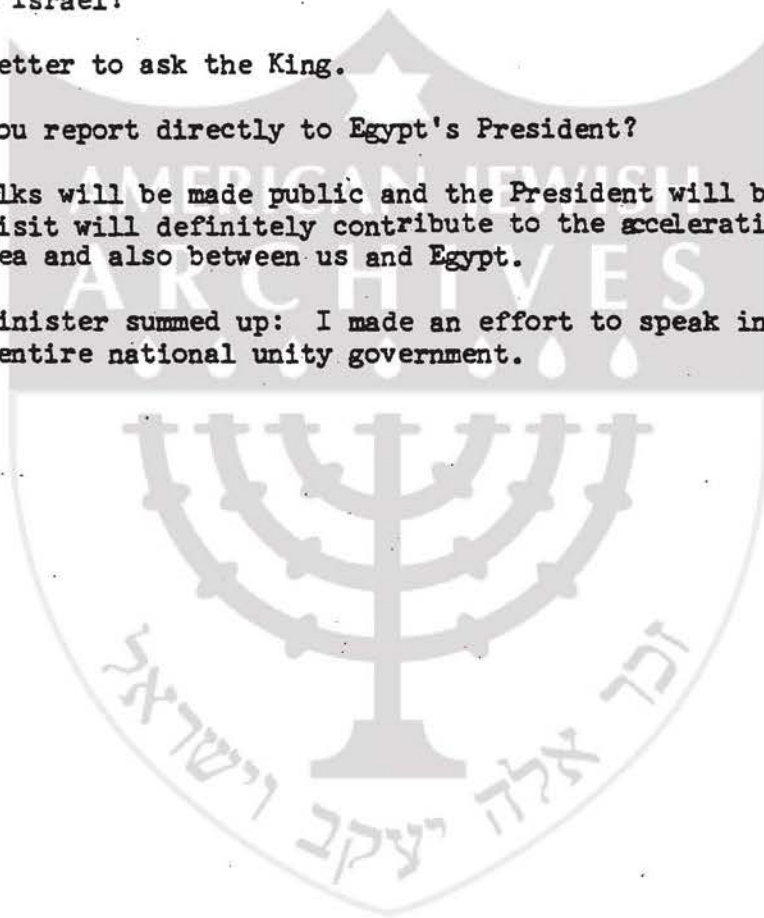 Israel?
etter to ask the King.
ou report directly to Egypt's President?
lks will be made public and the President will b
isit will definitely contribute to the accelerati
ea and also between us and Egypt.
inister summed up: I made an effort to speak in
entire national unity government.
AMERICAN JEWISH
ARCHIVES
זכר אלה יעקב וישראל